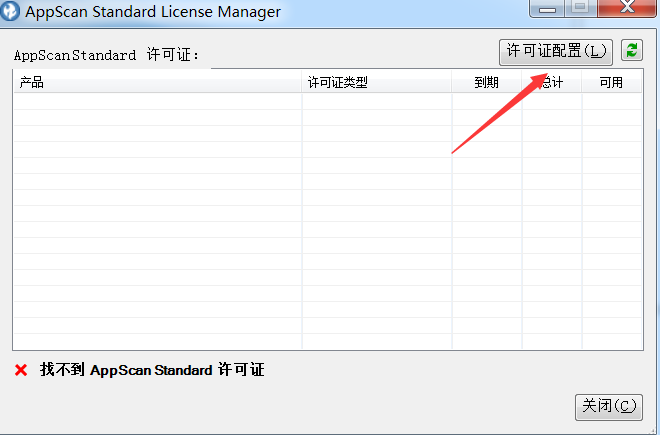 AppScan Standard License Manager
AppScanStandard 许可证:
许可证配置(L)
产品 许可证类型 到期 总计 可用
找不到 AppScan Standard 许可证
关闭(C)